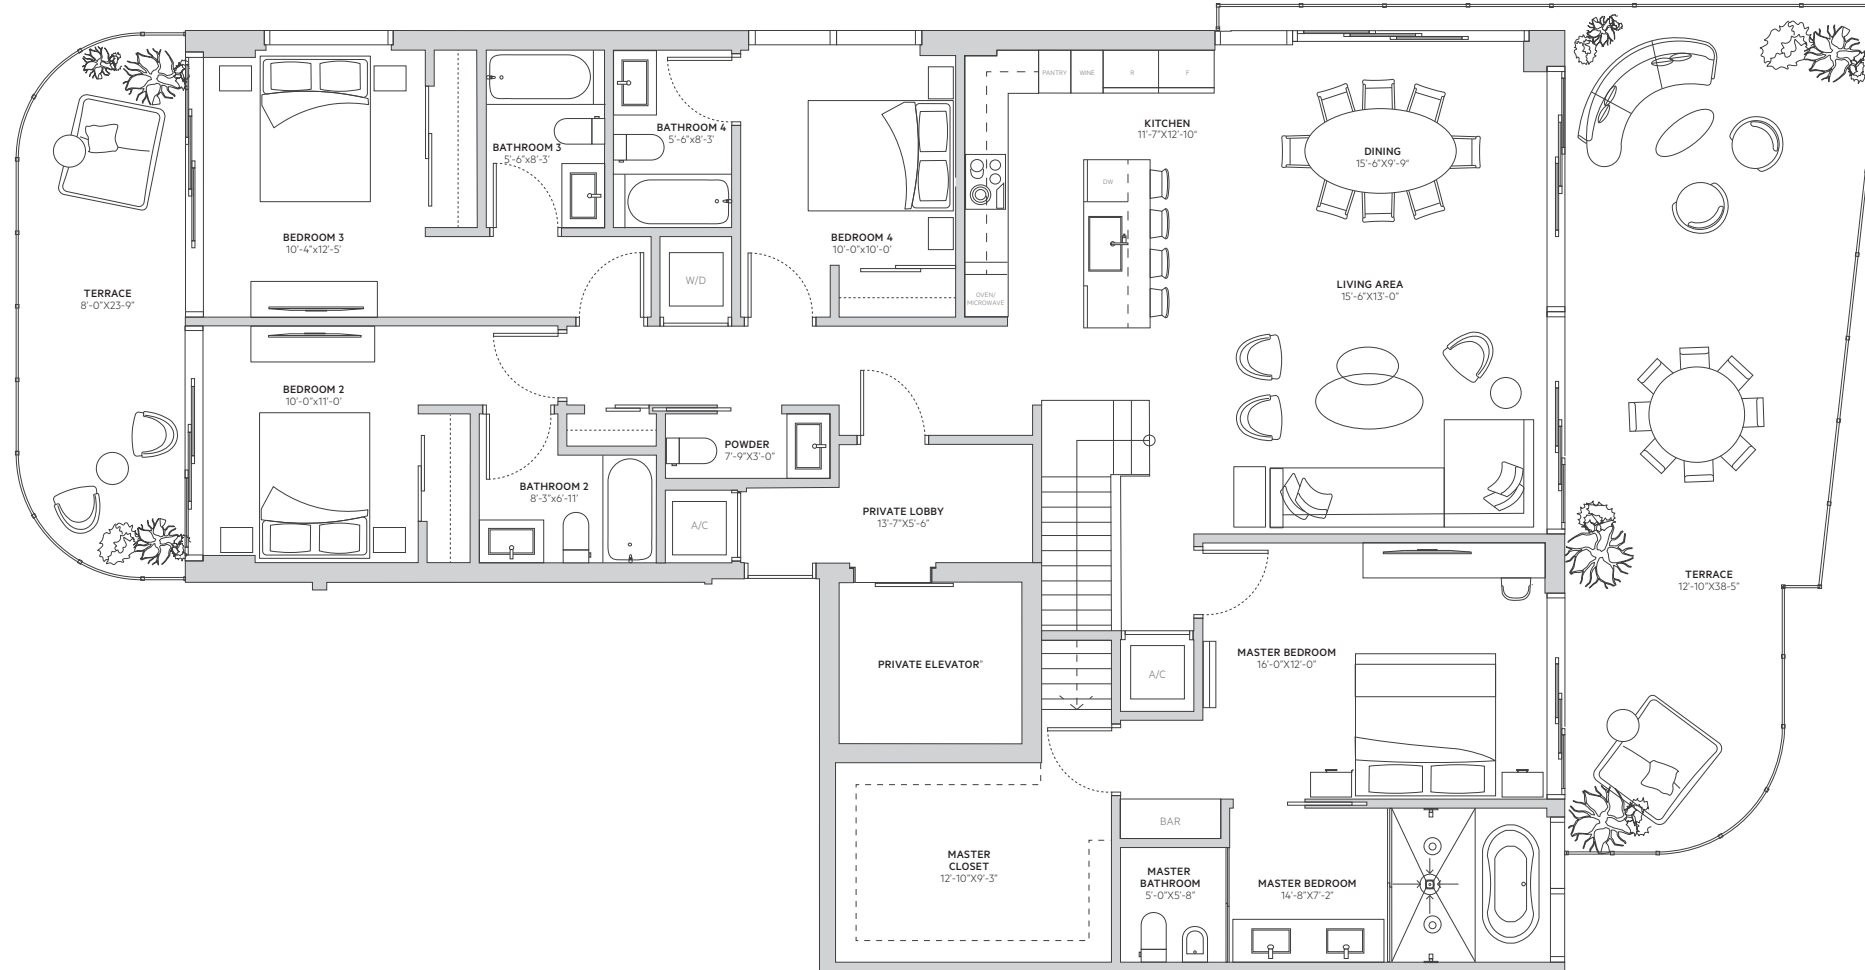 PANTRY
WINE
R
F
KITCHEN
11'-7"X12'-10"
BATHROOM 4
5'-6"x8'-3'
BATHROOM 3
5'-6"x8'-3'
DINING
15'-6"X9'-9"
DW
BEDROOM 3
10'-4"x12'-5'
BEDROOM 4
10'-0"x10'-0'
W/D
TERRACE
8'-0"X23-9"
OVEN/
MICROWAVE
LIVING AREA
15'-6"X13'-0"
BEDROOM 2
10'-0"x11'-0'
POWDER
7'-9"X3'-0"
BATHROOM 2
8'-3"x6'-11'
A/C
PRIVATE LOBBY
13'-7"X5'-6"
TERRACE
12'-10"X38-5"
PRIVATE ELEVATOR"
MASTER BEDROOM
16'-0"X12'-0"
A/C
BAR
MASTER
CLOSET
12'-10"X9'-3"
MASTER
BATHROOM
5'-0"X5'-8"
MASTER BEDROOM
14'-8"X7'-2"